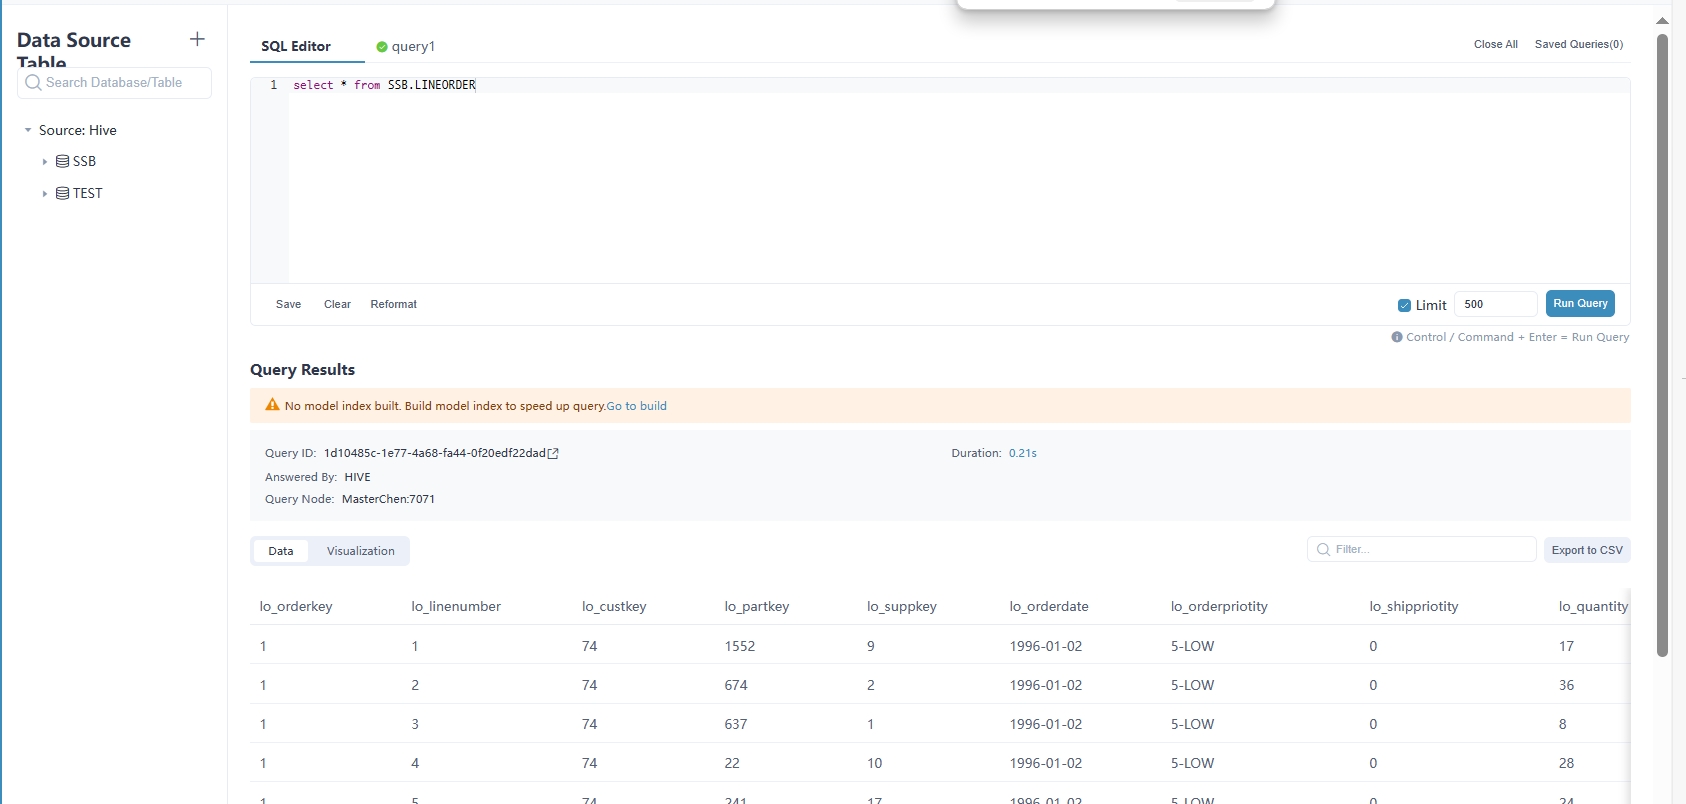 Data Source
Table
Search Database/Table
Source: Hive
SSB
TEST
SQL Editor
query1
Close All
Saved Queries(0)
1 select * from SSB.LINEORDER
Save Clear Reformat
Limit 500 Run Query
Control / Command + Enter = Run Query
Query Results
No model index built. Build model index to speed up query.Go to build
Query ID: 1d10485c-1e77-4a68-fa44-0f20edf22dad
Duration: 0.21s
Answered By: HIVE
Query Node: MasterChen:7071
Data Visualization
Filter...
Export to CSV
lo_orderkey lo_linenumber lo_custkey lo_partkey lo_suppkey lo_orderdate lo_orderpriotity lo_shippriotity lo_quantity
1 1 74 1552 9 1996-01-02 5-LOW 0 17
1 2 74 674 2 1996-01-02 5-LOW 0 36
1 3 74 637 1 1996-01-02 5-LOW 0 8
1 4 74 22 10 1996-01-02 5-LOW 0 28
1 5 74 241 17 1996-01-02 5-LOW 0 24